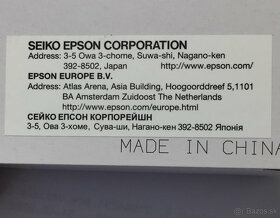 SEIKO EPSON CORPORATION
Address: 3-5 Owa 3-chome, Suwa-shi, Nagano-ken
392-8502, Japan http://www.epson.com/
EPSON EUROPE B.V.
Address: Atlas Arena, Asia Building, Hoogoorddreef 5,1101
BA Amsterdam Zuidoost The Netherlands
http://www.epson.com/europe.html
СЕЙКО ЕПСОН КОРПОРЕЙШН
3-5, Ова 3-хоме, Сува-ши, Нагано-кен 392-8502 Японія
MADE IN CHINA
bazos.sk